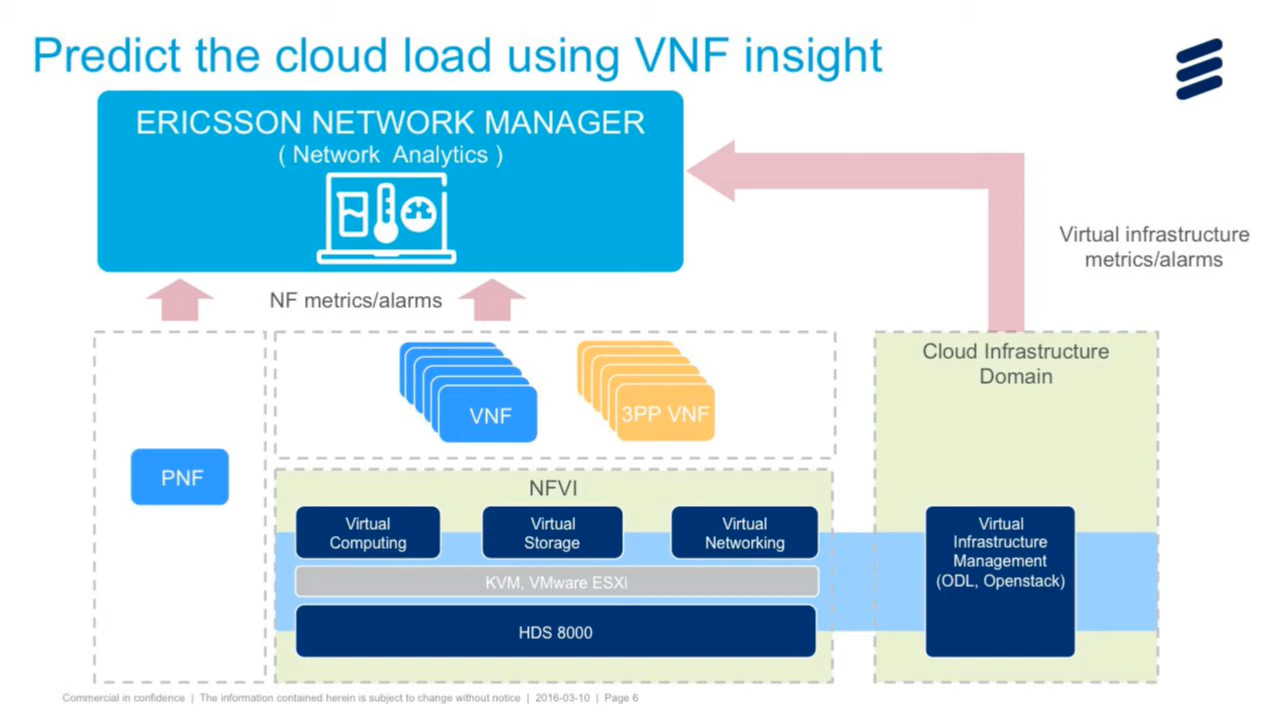 Predict the cloud load using VNF insight
ERICSSON NETWORK MANAGER
( Network Analytics )
Virtual infrastructure
metrics/alarms
NF metrics/alarms
Cloud Infrastructure
Domain
VNF
3PP VNF
PNF
NFVI
Virtual
Computing
Virtual
Storage
Virtual
Networking
Virtual
Infrastructure
Management
(ODL, Openstack)
KVM, VMware ESXi
HDS 8000
Commercial in confidence | The information contained herein is subject to change without notice | 2016-03-10 | Page 6